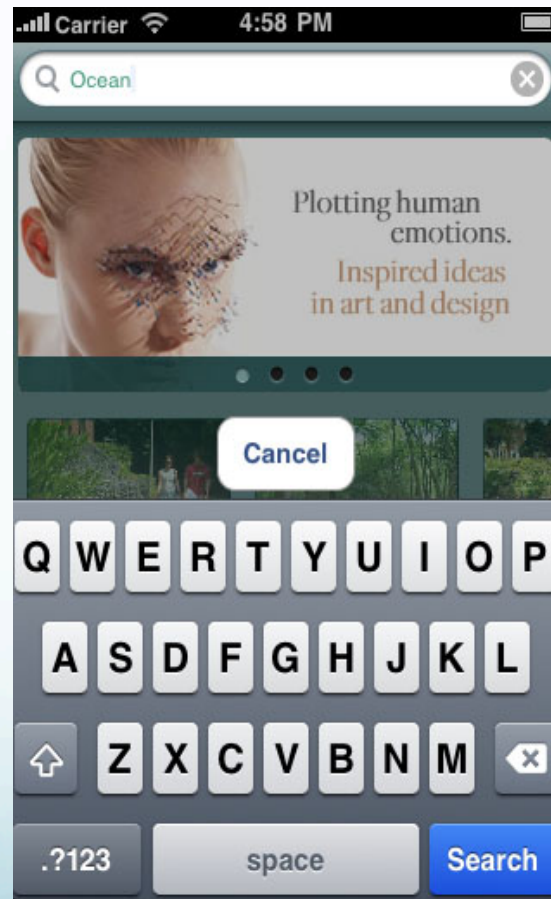 Carrier 4:58 PM
Ocean
Plotting human
emotions.
Inspired ideas
in art and design
Cancel
Q W E R T Y U I O P
A S D F G H J K L
Z X C V B N M
.?123 space Search